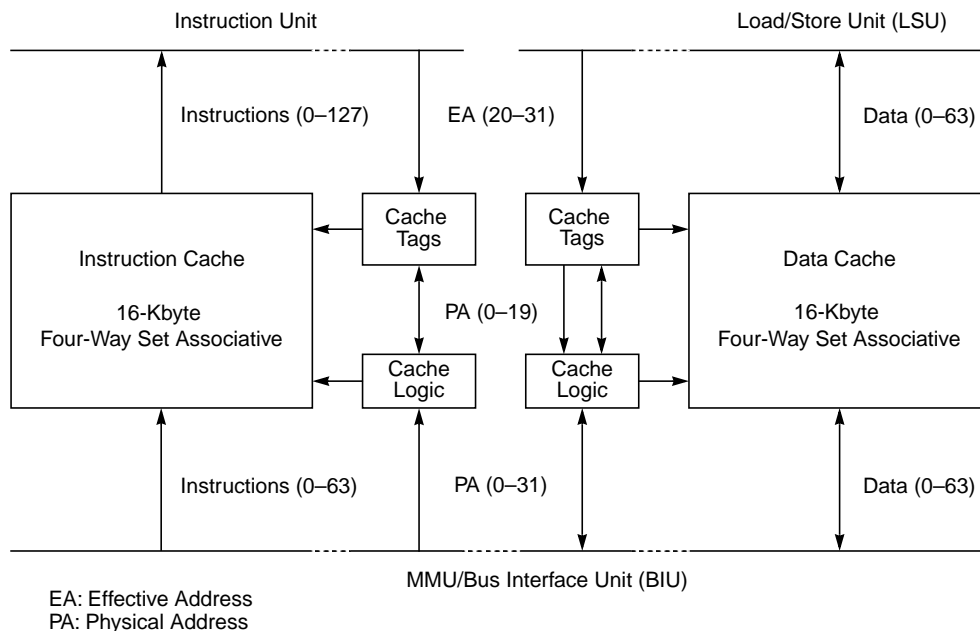 Instruction Unit
Load/Store Unit (LSU)
Instructions (0–127)
EA (20–31)
Data (0–63)
Cache
Tags
Cache
Tags
Instruction Cache
16-Kbyte
Four-Way Set Associative
Data Cache
16-Kbyte
Four-Way Set Associative
PA (0–19)
Cache
Logic
Cache
Logic
Instructions (0–63)
PA (0–31)
Data (0–63)
MMU/Bus Interface Unit (BIU)
EA: Effective Address
PA: Physical Address